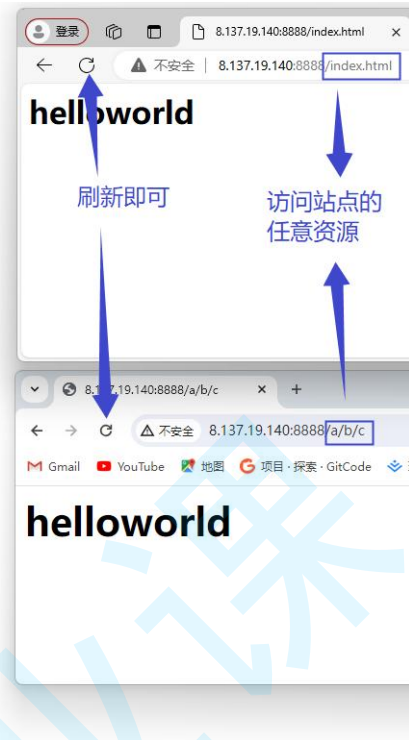 登录
8.137.19.140:8888/index.html
不安全 | 8.137.19.140:8888/index.html
helloworld
刷新即可
访问站点的
任意资源
8.137.19.140:8888/a/b/c
不安全 8.137.19.140:8888/a/b/c
Gmail YouTube 地图 项目 · 探索 · GitCode
helloworld